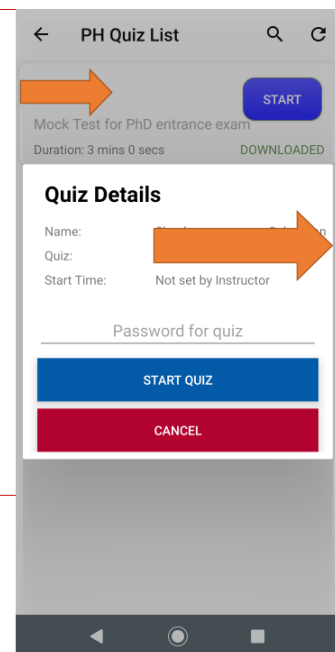 PH Quiz List
START
Mock Test for PhD entrance exam
Duration: 3 mins 0 secs DOWNLOADED
Quiz Details
Name:
Quiz:
Start Time: Not set by Instructor
Password for quiz
START QUIZ
CANCEL